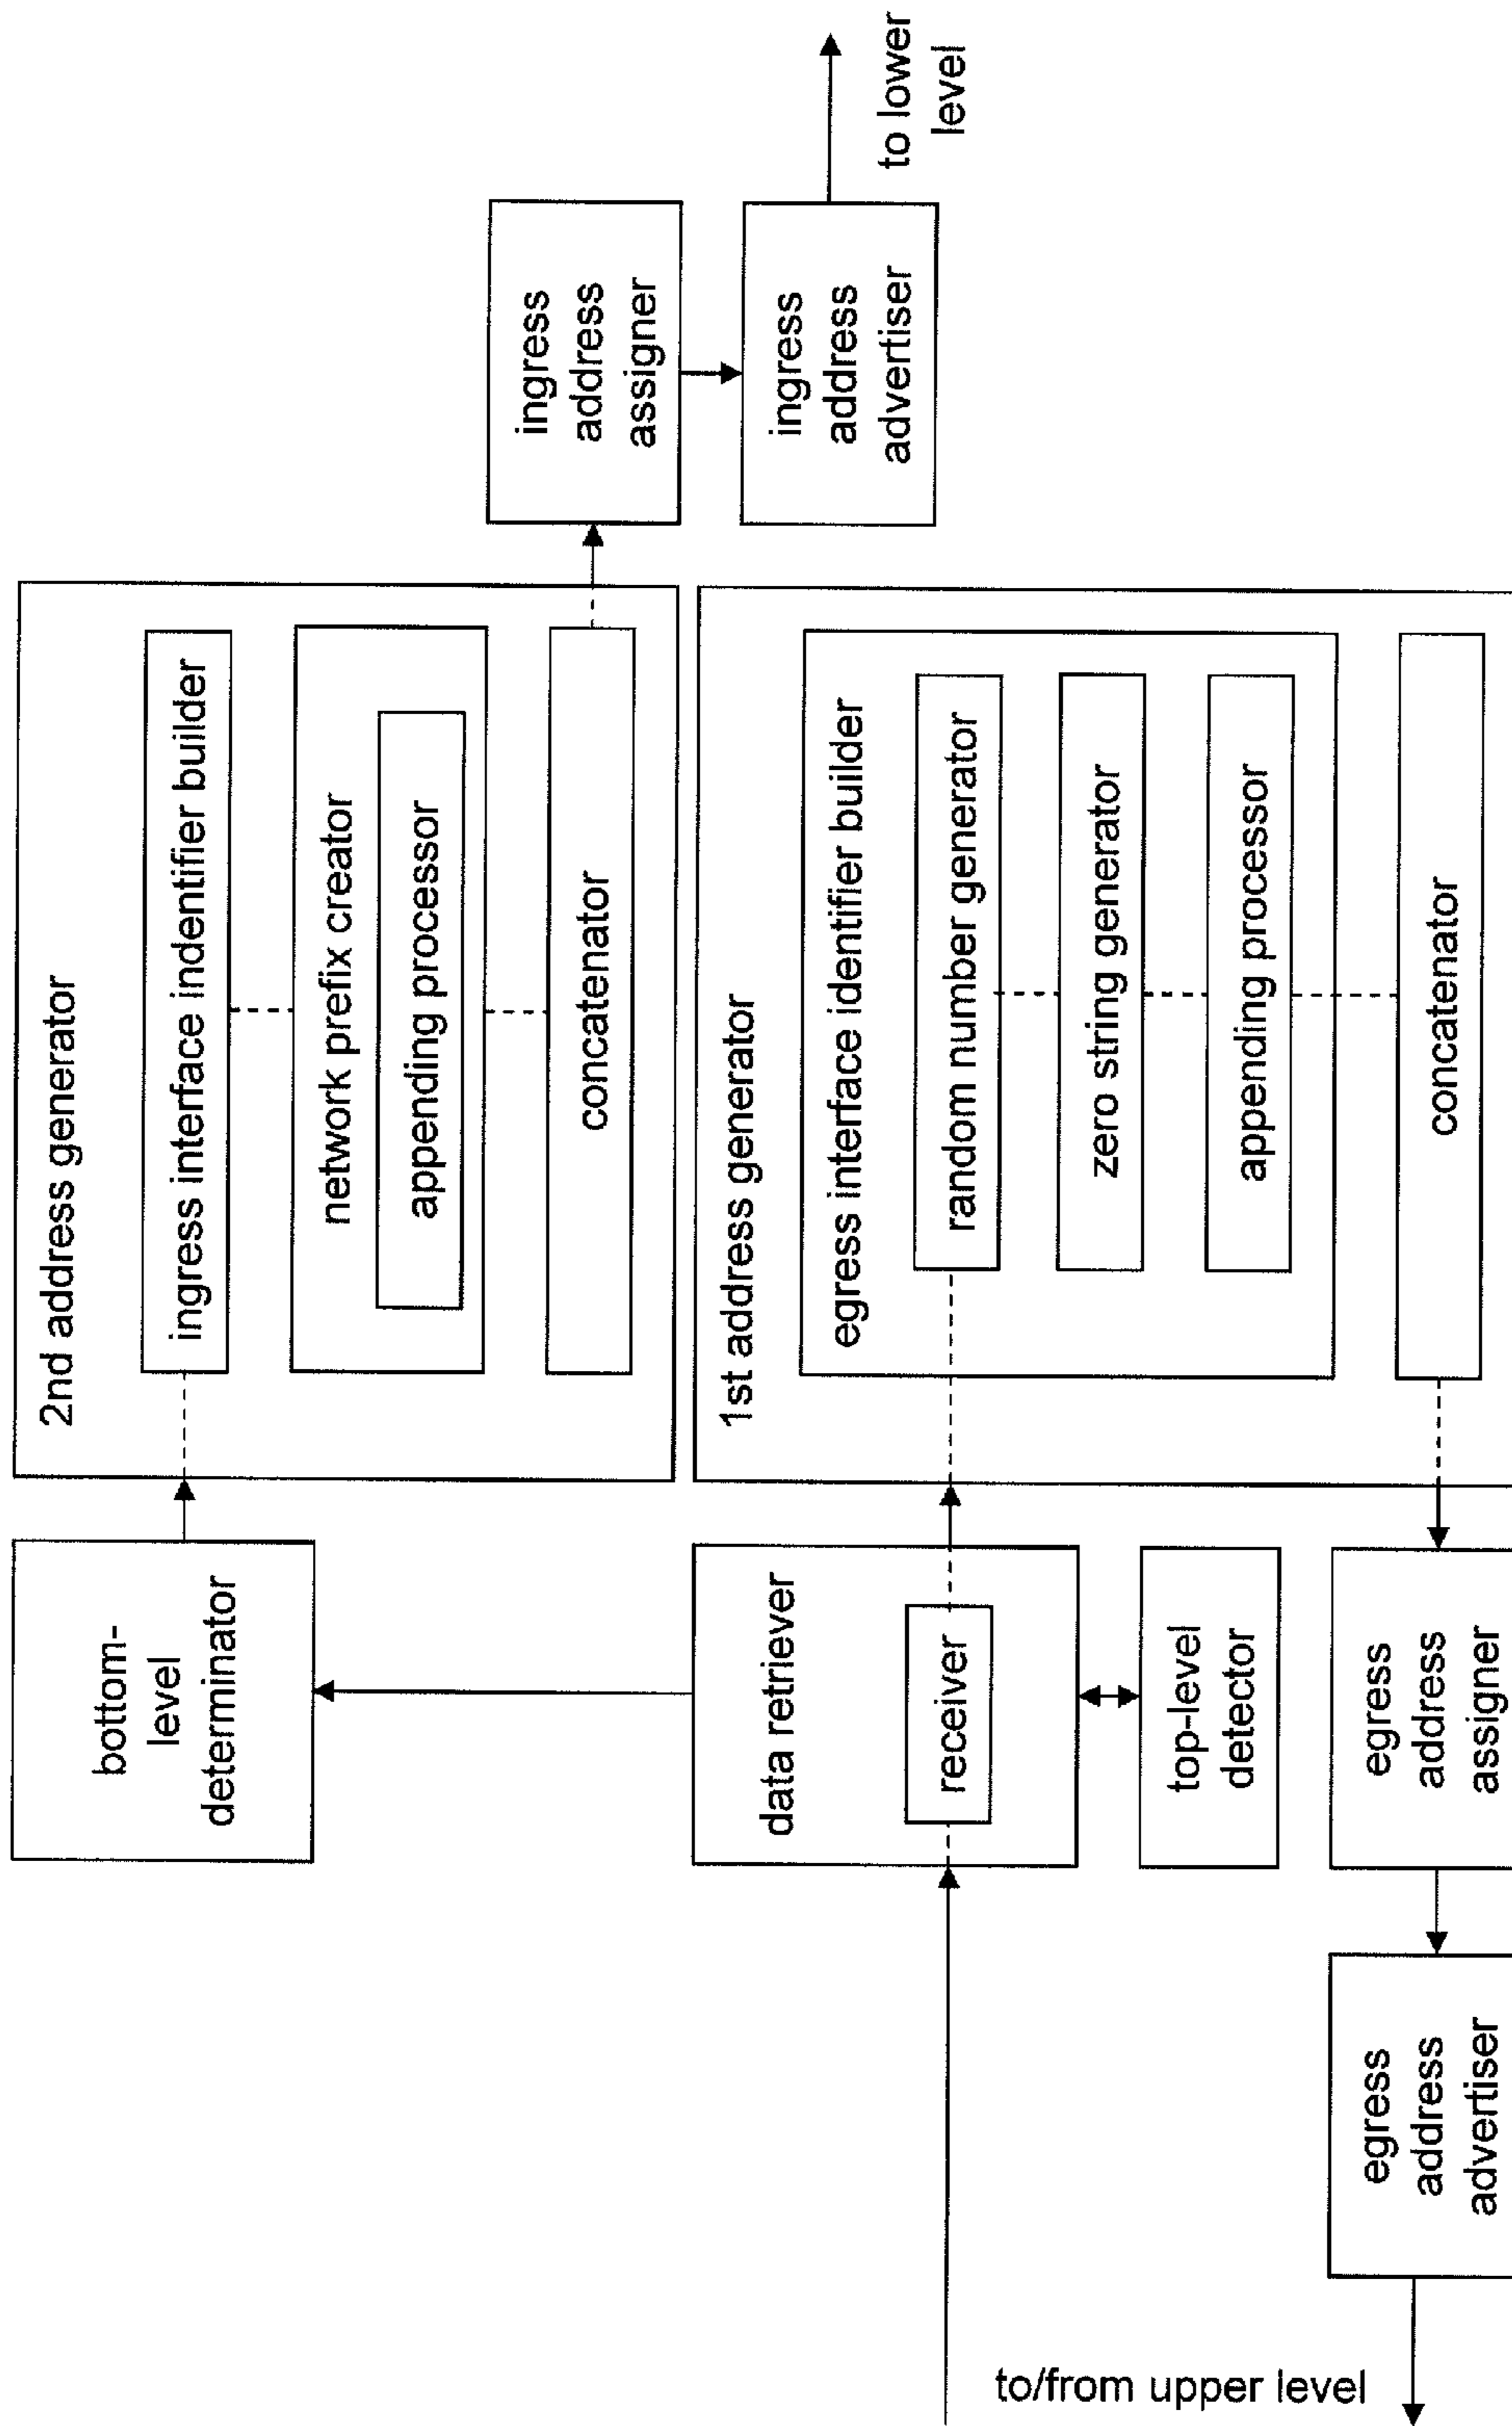 2nd address generator
ingress interface indentifier builder
network prefix creator
appending processor
concatenator
bottom-
level
determinator
ingress
address
assigner
ingress
address
advertiser
to lower
level
data retriever
receiver
top-level
detector
1st address generator
egress interface identifier builder
random number generator
zero string generator
appending processor
concatenator
egress
address
assigner
egress
address
advertiser
to/from upper level